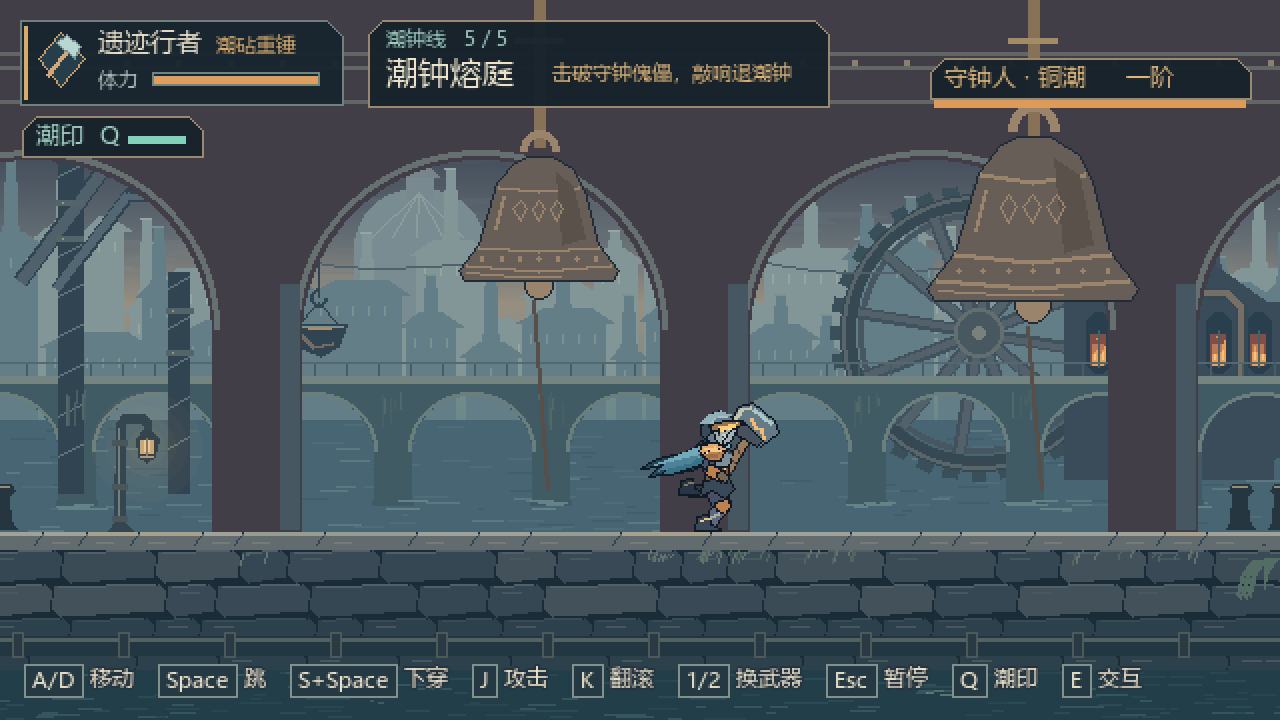 遗迹行者 潮砧重锤
体力
潮印 Q
潮钟线 5 / 5
潮钟熔庭 击破守钟傀儡，敲响退潮钟
守钟人 · 铜潮 一阶
A/D 移动 Space 跳 S+Space 下穿 J 攻击 K 翻滚 1/2 换武器 Esc 暂停 Q 潮印 E 交互